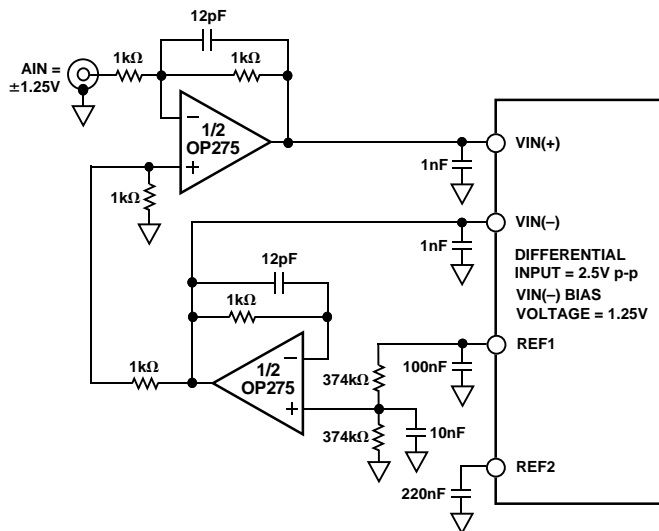 12pF
AIN =
±1.25V
1kΩ
1kΩ
–
1/2
OP275
+
1kΩ
VIN(+)
1nF
VIN(–)
1nF
12pF
1kΩ
DIFFERENTIAL
INPUT = 2.5V p-p
VIN(–) BIAS
VOLTAGE = 1.25V
1kΩ
–
1/2
OP275
+
REF1
374kΩ
100nF
374kΩ
10nF
REF2
220nF